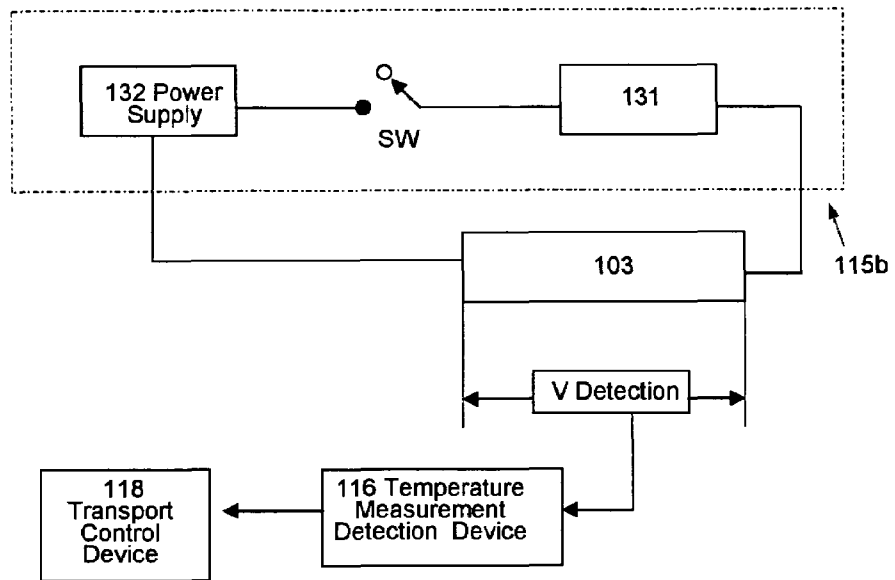 132 Power
Supply
SW
131
103
115b
V Detection
118
Transport
Control
Device
116 Temperature
Measurement
Detection Device